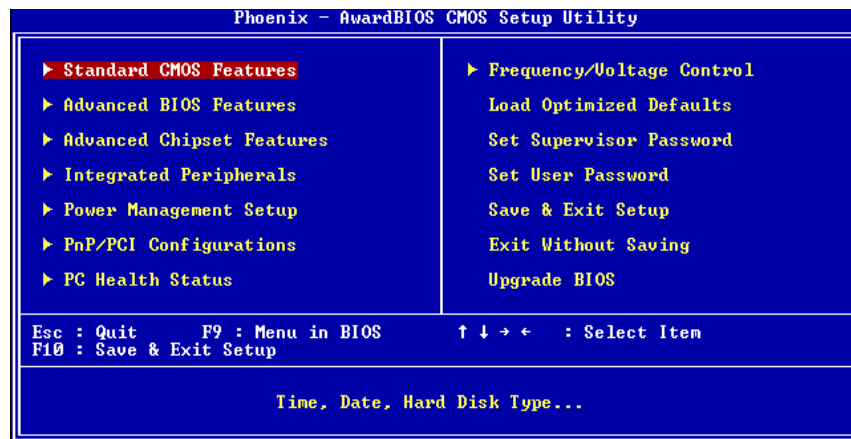 Phoenix - AwardBIOS CMOS Setup Utility
▶ Standard CMOS Features
▶ Advanced BIOS Features
▶ Advanced Chipset Features
▶ Integrated Peripherals
▶ Power Management Setup
▶ PnP/PCI Configurations
▶ PC Health Status
▶ Frequency/Voltage Control
Load Optimized Defaults
Set Supervisor Password
Set User Password
Save & Exit Setup
Exit Without Saving
Upgrade BIOS
Esc : Quit F9 : Menu in BIOS ↑ ↓ → ← : Select Item
F10 : Save & Exit Setup
Time, Date, Hard Disk Type...